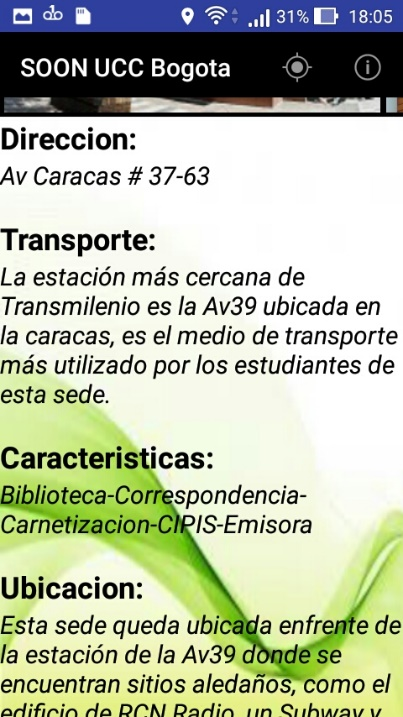 31% 18:05
SOON UCC Bogota
Direccion:
Av Caracas # 37-63
Transporte:
La estación más cercana de
Transmilenio es la Av39 ubicada en
la caracas, es el medio de transporte
más utilizado por los estudiantes de
esta sede.
Caracteristicas:
Biblioteca-Correspondencia-
Carnetizacion-CIPIS-Emisora
Ubicacion:
Esta sede queda ubicada enfrente de
la estación de la Av39 donde se
encuentran sitios aledaños, como el
edificio de RCN Radio, un Subway y